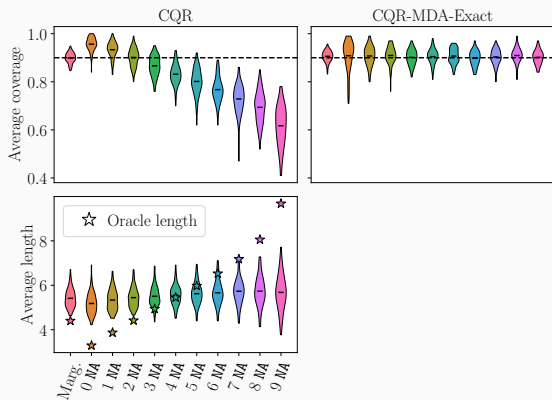 CQR
CQR-MDA-Exact
Average coverage
1.0
0.8
0.6
0.4
Average length
8
6
4
Oracle length
Marg.
0 NA
1 NA
2 NA
3 NA
4 NA
5 NA
6 NA
7 NA
8 NA
9 NA